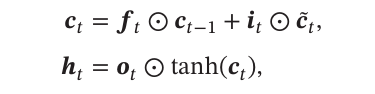 c_t = f_t ⊙ c_{t−1} + i_t ⊙ c̃_t,
h_t = o_t ⊙ tanh(c_t),